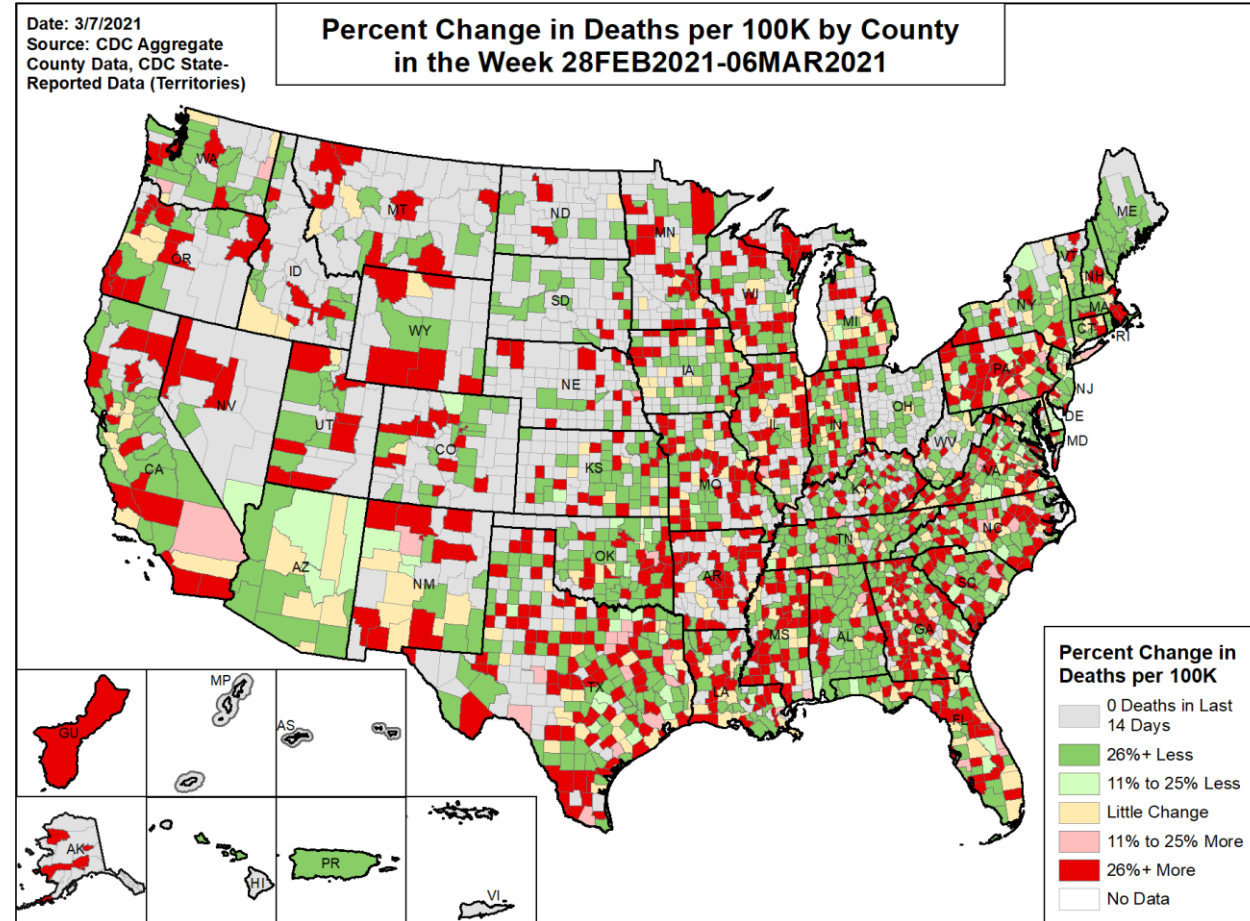 Date: 3/7/2021
Source: CDC Aggregate
County Data, CDC State-
Reported Data (Territories)
Percent Change in Deaths per 100K by County
in the Week 28FEB2021-06MAR2021
WA
MT
ND
MN
ME
OR
ID
SD
WI
MI
NY
VT
NH
MA
CT
RI
WY
IA
PA
NJ
NV
NE
IL
IN
OH
DE
MD
UT
CO
WV
VA
CA
KS
MO
KY
AZ
NM
OK
AR
TN
NC
SC
TX
LA
MS
AL
GA
FL
GU
MP
AS
AK
HI
PR
VI
Percent Change in
Deaths per 100K
0 Deaths in Last
14 Days
26%+ Less
11% to 25% Less
Little Change
11% to 25% More
26%+ More
No Data